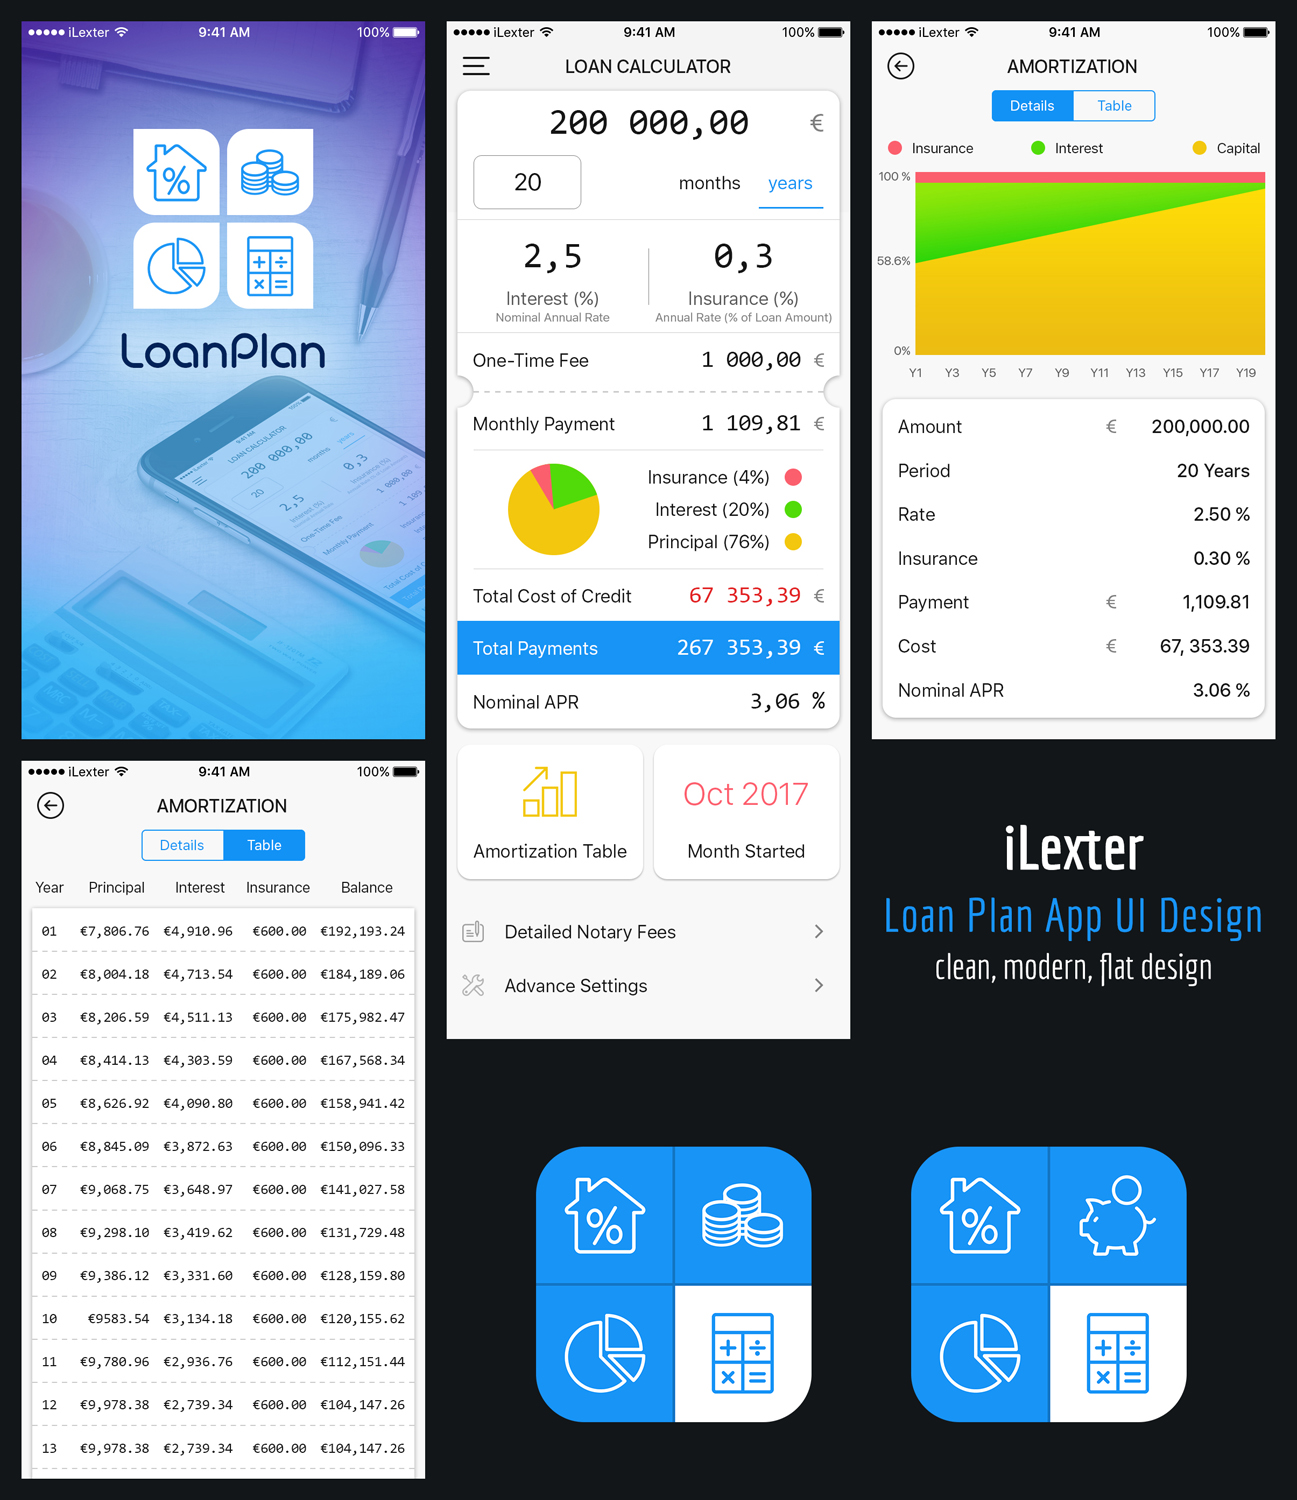 iLexter 9:41 AM 100%
LoanPlan
iLexter 9:41 AM 100%
LOAN CALCULATOR
200 000,00 €
20 months years
2,5 0,3
Interest (%) Insurance (%)
Nominal Annual Rate Annual Rate (% of Loan Amount)
One-Time Fee 1 000,00 €
Monthly Payment 1 109,81 €
Insurance (4%)
Interest (20%)
Principal (76%)
Total Cost of Credit 67 353,39 €
Total Payments 267 353,39 €
Nominal APR 3,06 %
Oct 2017
Amortization Table Month Started
Detailed Notary Fees
Advance Settings
iLexter 9:41 AM 100%
AMORTIZATION
Details Table
Insurance Interest Capital
100 %
58.6%
0%
Y1 Y3 Y5 Y7 Y9 Y11 Y13 Y15 Y17 Y19
Amount € 200,000.00
Period 20 Years
Rate 2.50 %
Insurance 0.30 %
Payment € 1,109.81
Cost € 67, 353.39
Nominal APR 3.06 %
iLexter 9:41 AM 100%
AMORTIZATION
Details Table
Year Principal Interest Insurance Balance
01 €7,806.76 €4,910.96 €600.00 €192,193.24
02 €8,004.18 €4,713.54 €600.00 €184,189.06
03 €8,206.59 €4,511.13 €600.00 €175,982.47
04 €8,414.13 €4,303.59 €600.00 €167,568.34
05 €8,626.92 €4,090.80 €600.00 €158,941.42
06 €8,845.09 €3,872.63 €600.00 €150,096.33
07 €9,068.75 €3,648.97 €600.00 €141,027.58
08 €9,298.10 €3,419.62 €600.00 €131,729.48
09 €9,386.12 €3,331.60 €600.00 €128,159.80
10 €9583.54 €3,134.18 €600.00 €120,155.62
11 €9,780.96 €2,936.76 €600.00 €112,151.44
12 €9,978.38 €2,739.34 €600.00 €104,147.26
13 €9,978.38 €2,739.34 €600.00 €104,147.26
iLexter
Loan Plan App UI Design
clean, modern, flat design